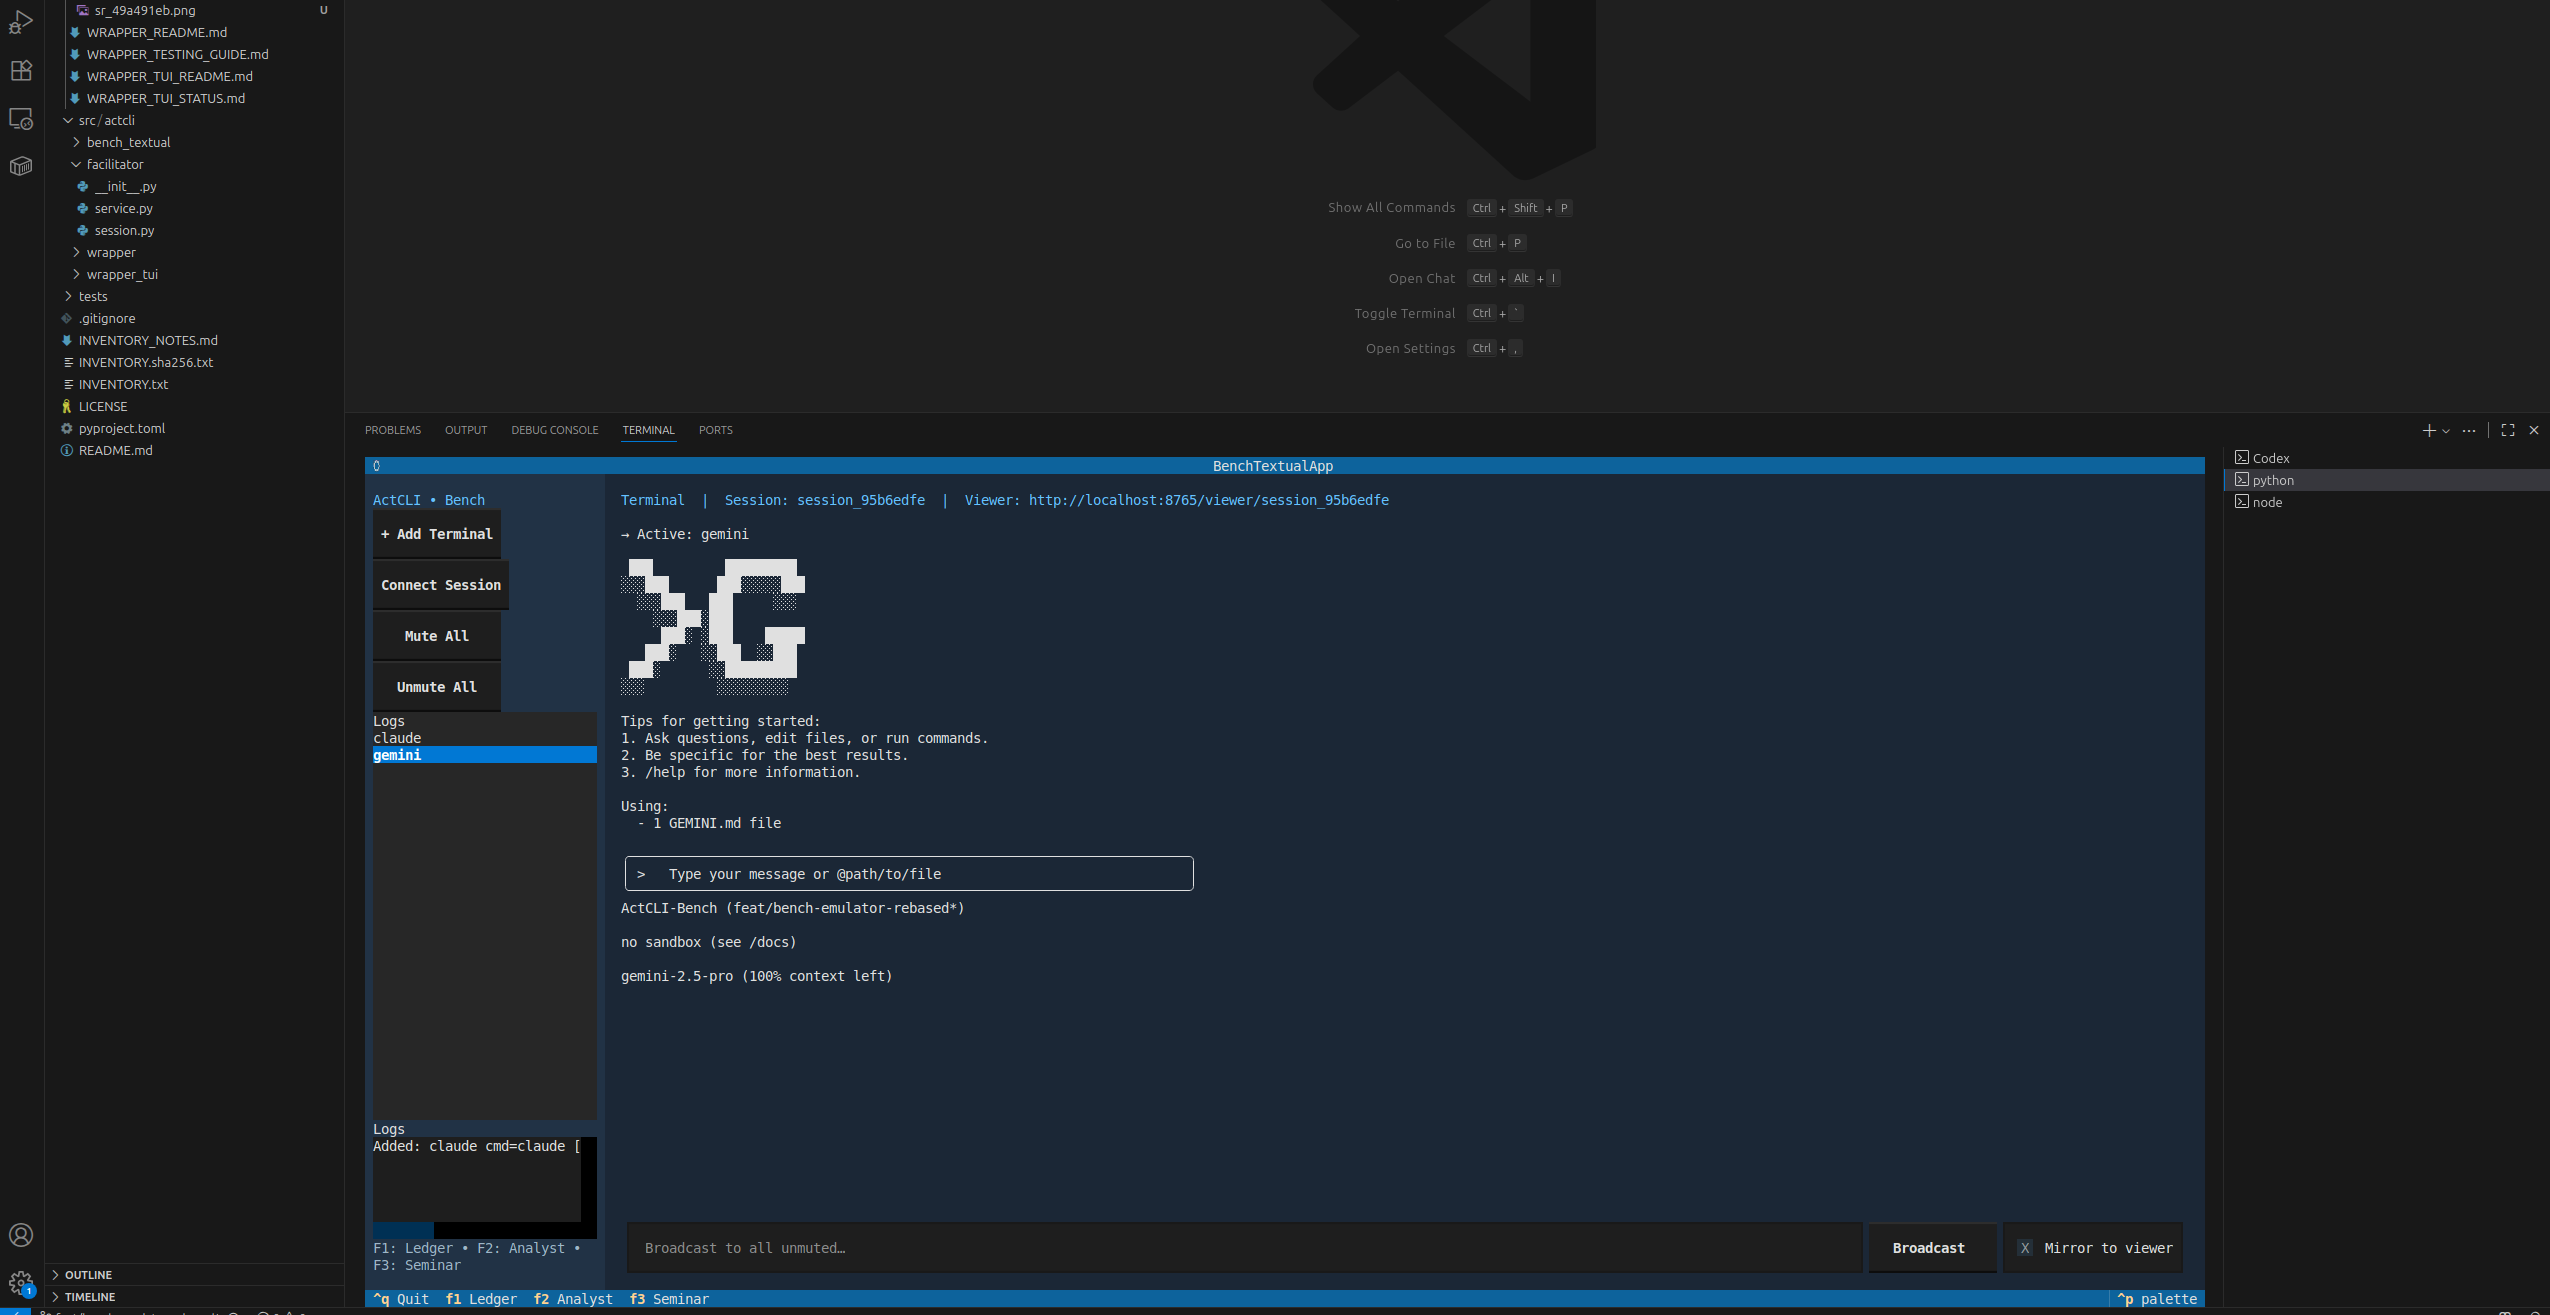 sr_49a491eb.png U
WRAPPER_README.md
WRAPPER_TESTING_GUIDE.md
WRAPPER_TUI_README.md
WRAPPER_TUI_STATUS.md
src/actcli
bench_textual
facilitator
__init__.py
service.py
session.py
wrapper
wrapper_tui
tests
.gitignore
INVENTORY_NOTES.md
INVENTORY.sha256.txt
INVENTORY.txt
LICENSE
pyproject.toml
README.md
OUTLINE
TIMELINE
1
Show All Commands Ctrl + Shift + P
Go to File Ctrl + P
Open Chat Ctrl + Alt + I
Toggle Terminal Ctrl + `
Open Settings Ctrl + ,
PROBLEMS OUTPUT DEBUG CONSOLE TERMINAL PORTS
Codex
python
node
BenchTextualApp
ActCLI • Bench
+ Add Terminal
Connect Session
Mute All
Unmute All
Logs
claude
gemini
Logs
Added: claude cmd=claude [
F1: Ledger • F2: Analyst •
F3: Seminar
Terminal | Session: session_95b6edfe | Viewer: http://localhost:8765/viewer/session_95b6edfe
→ Active: gemini
Tips for getting started:
1. Ask questions, edit files, or run commands.
2. Be specific for the best results.
3. /help for more information.
Using:
- 1 GEMINI.md file
> Type your message or @path/to/file
ActCLI-Bench (feat/bench-emulator-rebased*)
no sandbox (see /docs)
gemini-2.5-pro (100% context left)
Broadcast to all unmuted…
Broadcast
X Mirror to viewer
^q Quit f1 Ledger f2 Analyst f3 Seminar
^p palette